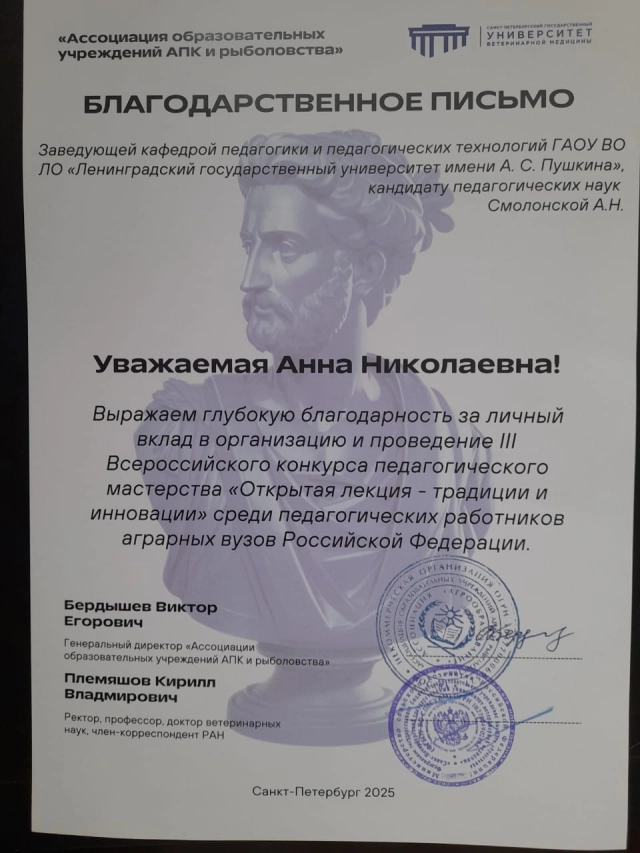 «Ассоциация образовательных
учреждений АПК и рыболовства»
САНКТ-ПЕТЕРБУРГСКИЙ ГОСУДАРСТВЕННЫЙ
УНИВЕРСИТЕТ
ВЕТЕРИНАРНОЙ МЕДИЦИНЫ
БЛАГОДАРСТВЕННОЕ ПИСЬМО
Заведующей кафедрой педагогики и педагогических технологий ГАОУ ВО
ЛО «Ленинградский государственный университет имени А. С. Пушкина»,
кандидату педагогических наук
Смолонской А.Н.
Уважаемая Анна Николаевна!
Выражаем глубокую благодарность за личный
вклад в организацию и проведение III
Всероссийского конкурса педагогического
мастерства «Открытая лекция - традиции и
инновации» среди педагогических работников
аграрных вузов Российской Федерации.
Бердышев Виктор
Егорович
Генеральный директор «Ассоциации
образовательных учреждений АПК и рыболовства»
Племяшов Кирилл
Владмирович
Ректор, профессор, доктор ветеринарных
наук, член-корреспондент РАН
НЕКОММЕРЧЕСКАЯ ОРГАНИЗАЦИЯ
Санкт-Петербург 2025